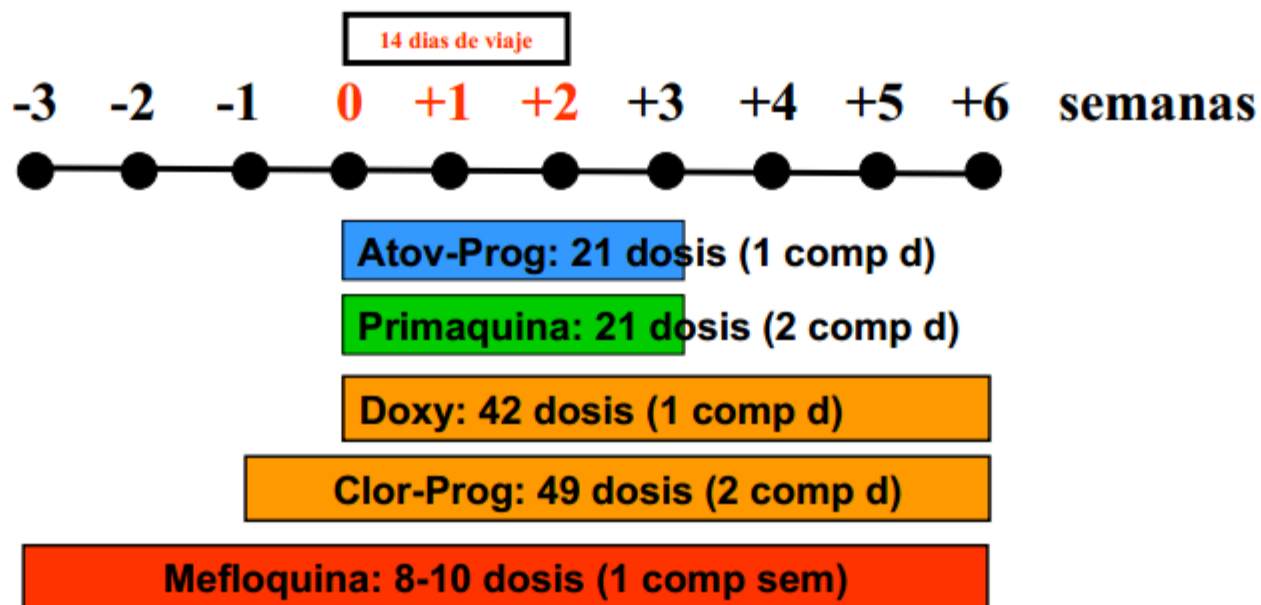 14 dias de viaje
-3 -2 -1 0 +1 +2 +3 +4 +5 +6 semanas
Atov-Prog: 21 dosis (1 comp d)
Primaquina: 21 dosis (2 comp d)
Doxy: 42 dosis (1 comp d)
Clor-Prog: 49 dosis (2 comp d)
Mefloquina: 8-10 dosis (1 comp sem)